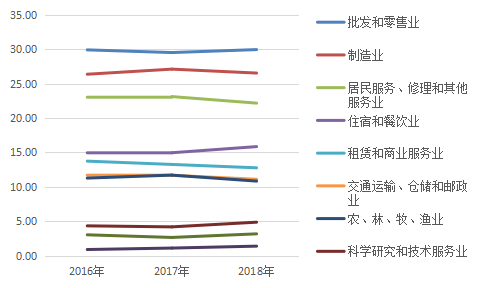 35.00
30.00
25.00
20.00
15.00
10.00
5.00
0.00
2016年
2017年
2018年
批发和零售业
制造业
居民服务、修理和其他
服务业
住宿和餐饮业
租赁和商业服务业
交通运输、仓储和邮政
业
农、林、牧、渔业
科学研究和技术服务业